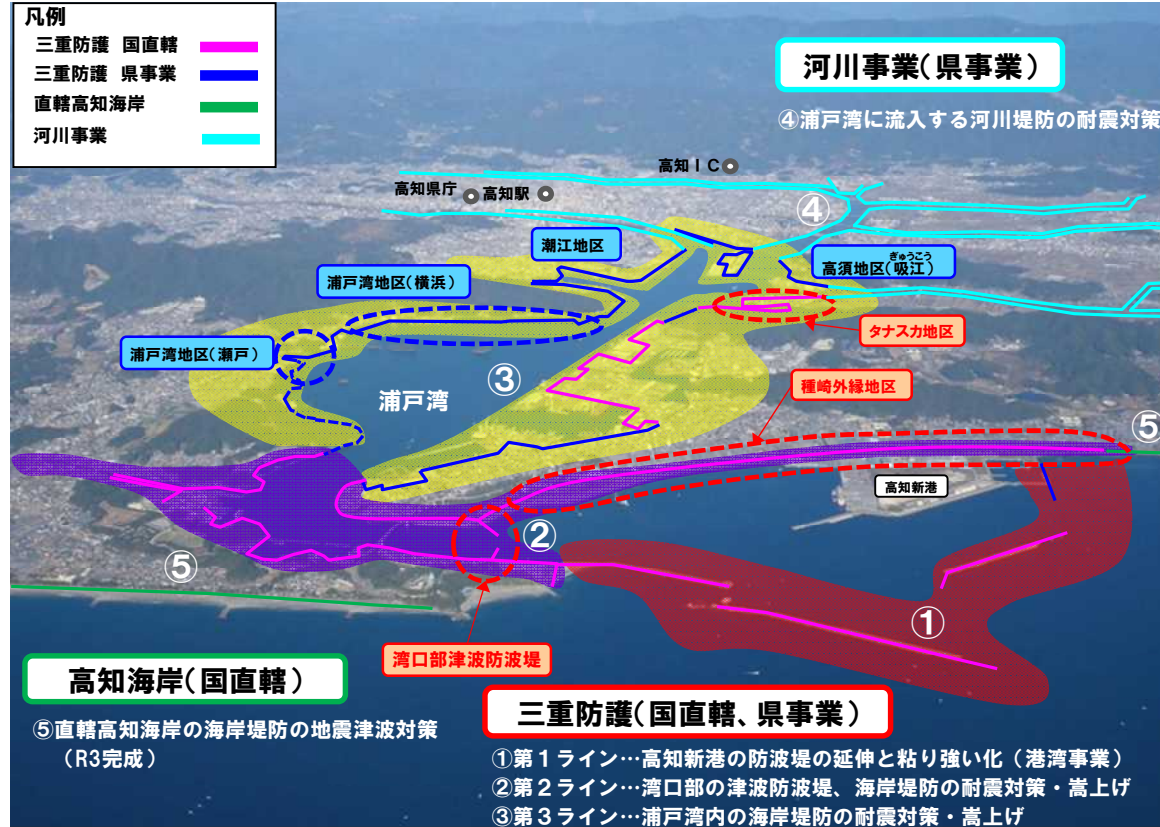 凡例
三重防護 国直轄
三重防護 県事業
直轄高知海岸
河川事業
河川事業(県事業)
④浦戸湾に流入する河川堤防の耐震対策
高知IC
高知県庁
高知駅
④
潮江地区
ぎゅうこう
高須地区(吸江)
浦戸湾地区(横浜)
タナスカ地区
浦戸湾地区(瀬戸)
③
種崎外縁地区
浦戸湾
⑤
高知新港
②
⑤
①
湾口部津波防波堤
高知海岸(国直轄)
⑤直轄高知海岸の海岸堤防の地震津波対策
(R3完成)
三重防護(国直轄、県事業)
①第1ライン…高知新港の防波堤の延伸と粘り強い化(港湾事業)
②第2ライン…湾口部の津波防波堤、海岸堤防の耐震対策・嵩上げ
③第3ライン…浦戸湾内の海岸堤防の耐震対策・嵩上げ